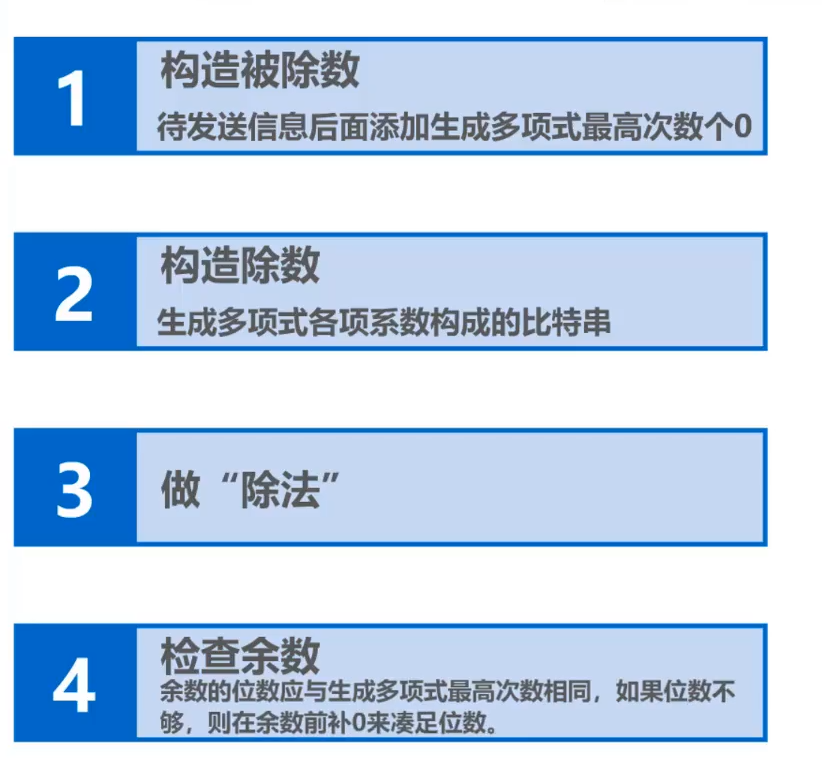 1
构造被除数
待发送信息后面添加生成多项式最高次数个0
2
构造除数
生成多项式各项系数构成的比特串
3
做“除法”
4
检查余数
余数的位数应与生成多项式最高次数相同，如果位数不
够，则在余数前补0来凑足位数。